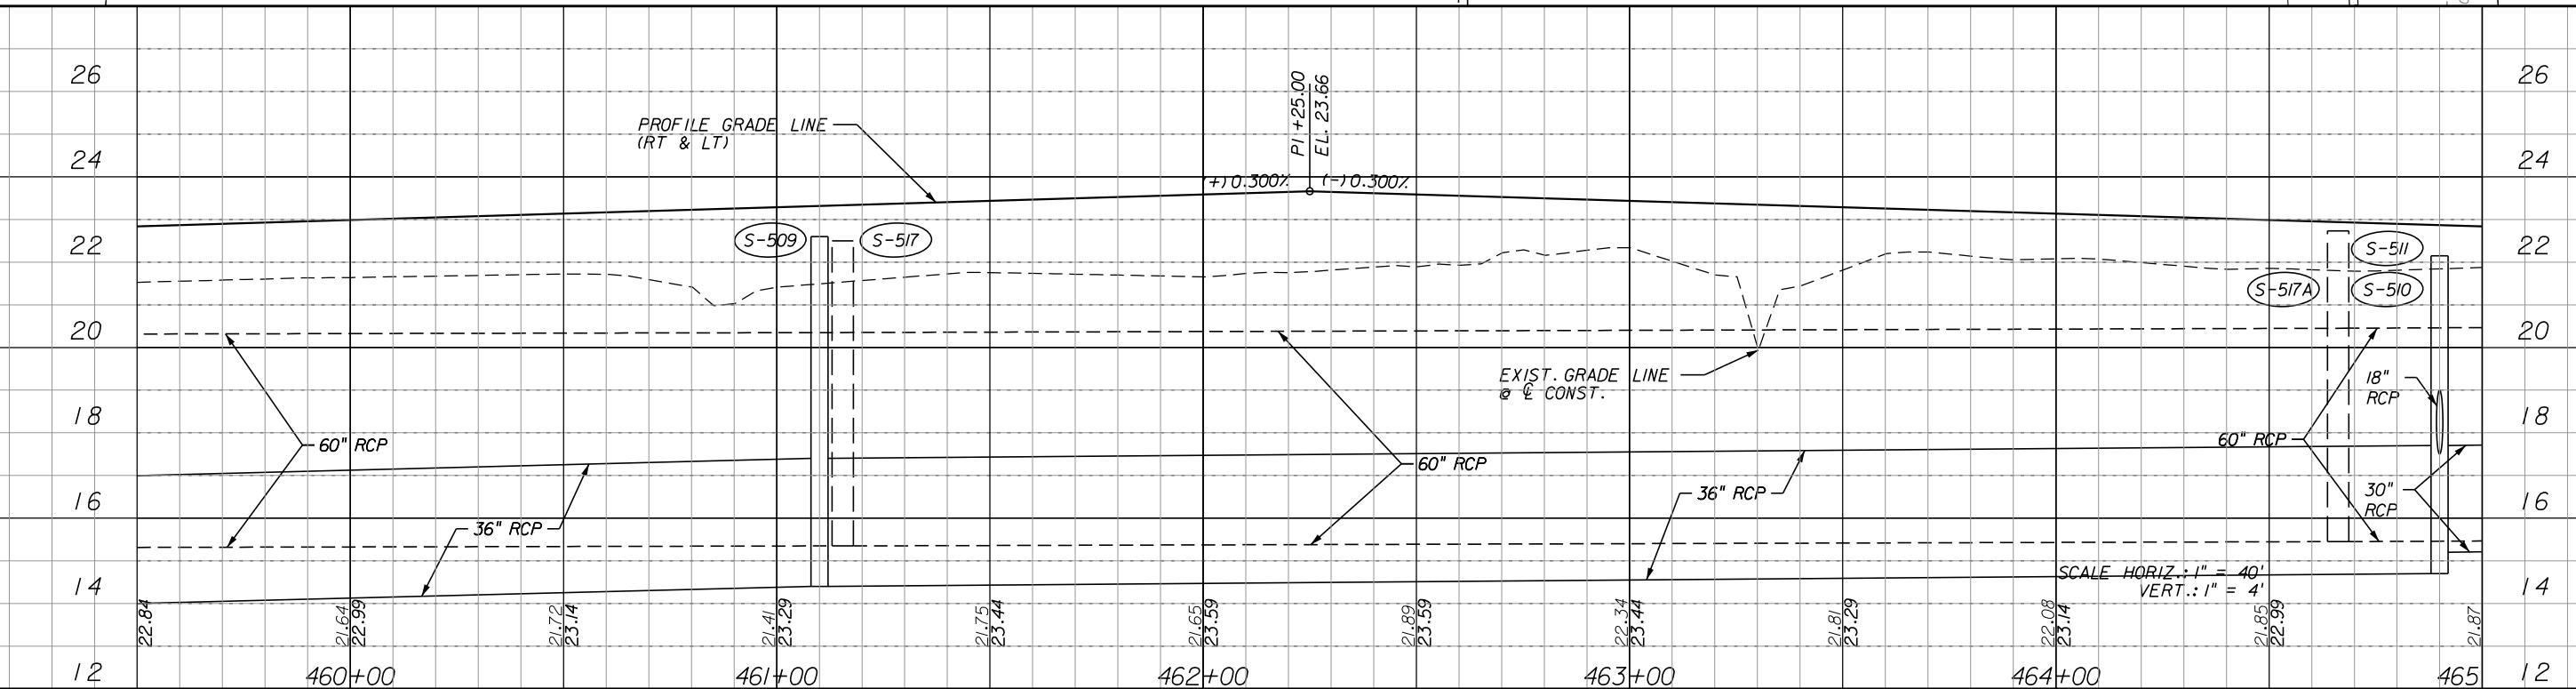 26
26
PI +25.00
EL. 23.66
PROFILE GRADE LINE
(RT & LT)
24
24
(+)0.300%
(-)0.300%
S-509
S-517
22
S-511
22
S-517A
S-510
20
20
EXIST. GRADE LINE
@ ℄ CONST.
18"
RCP
18
18
60" RCP
60" RCP
60" RCP
36" RCP
30"
RCP
16
16
36" RCP
SCALE HORIZ.: 1" = 40'
VERT.: 1" = 4'
14
14
22.84
21.64
22.99
21.72
23.14
21.41
23.29
21.75
23.44
21.65
23.59
21.89
23.59
22.34
23.44
21.81
23.29
22.08
23.14
21.85
22.99
21.87
12
460+00
461+00
462+00
463+00
464+00
465
12